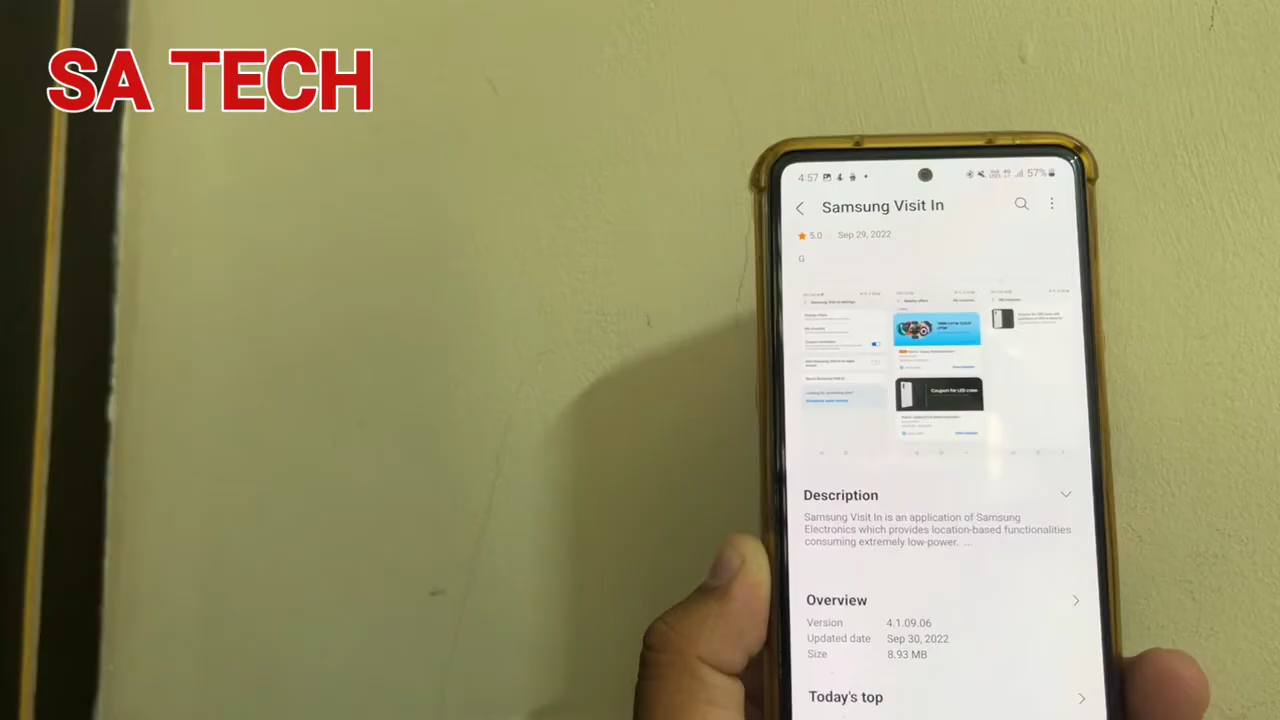 SA TECH
4:57
57%
Samsung Visit In
5.0 Sep 29, 2022
G
Coupon for LED case
Description
Samsung Visit In is an application of Samsung
Electronics which provides location-based functionalities
consuming extremely low-power. ...
Overview
Version 4.1.09.06
Updated date Sep 30, 2022
Size 8.93 MB
Today's top